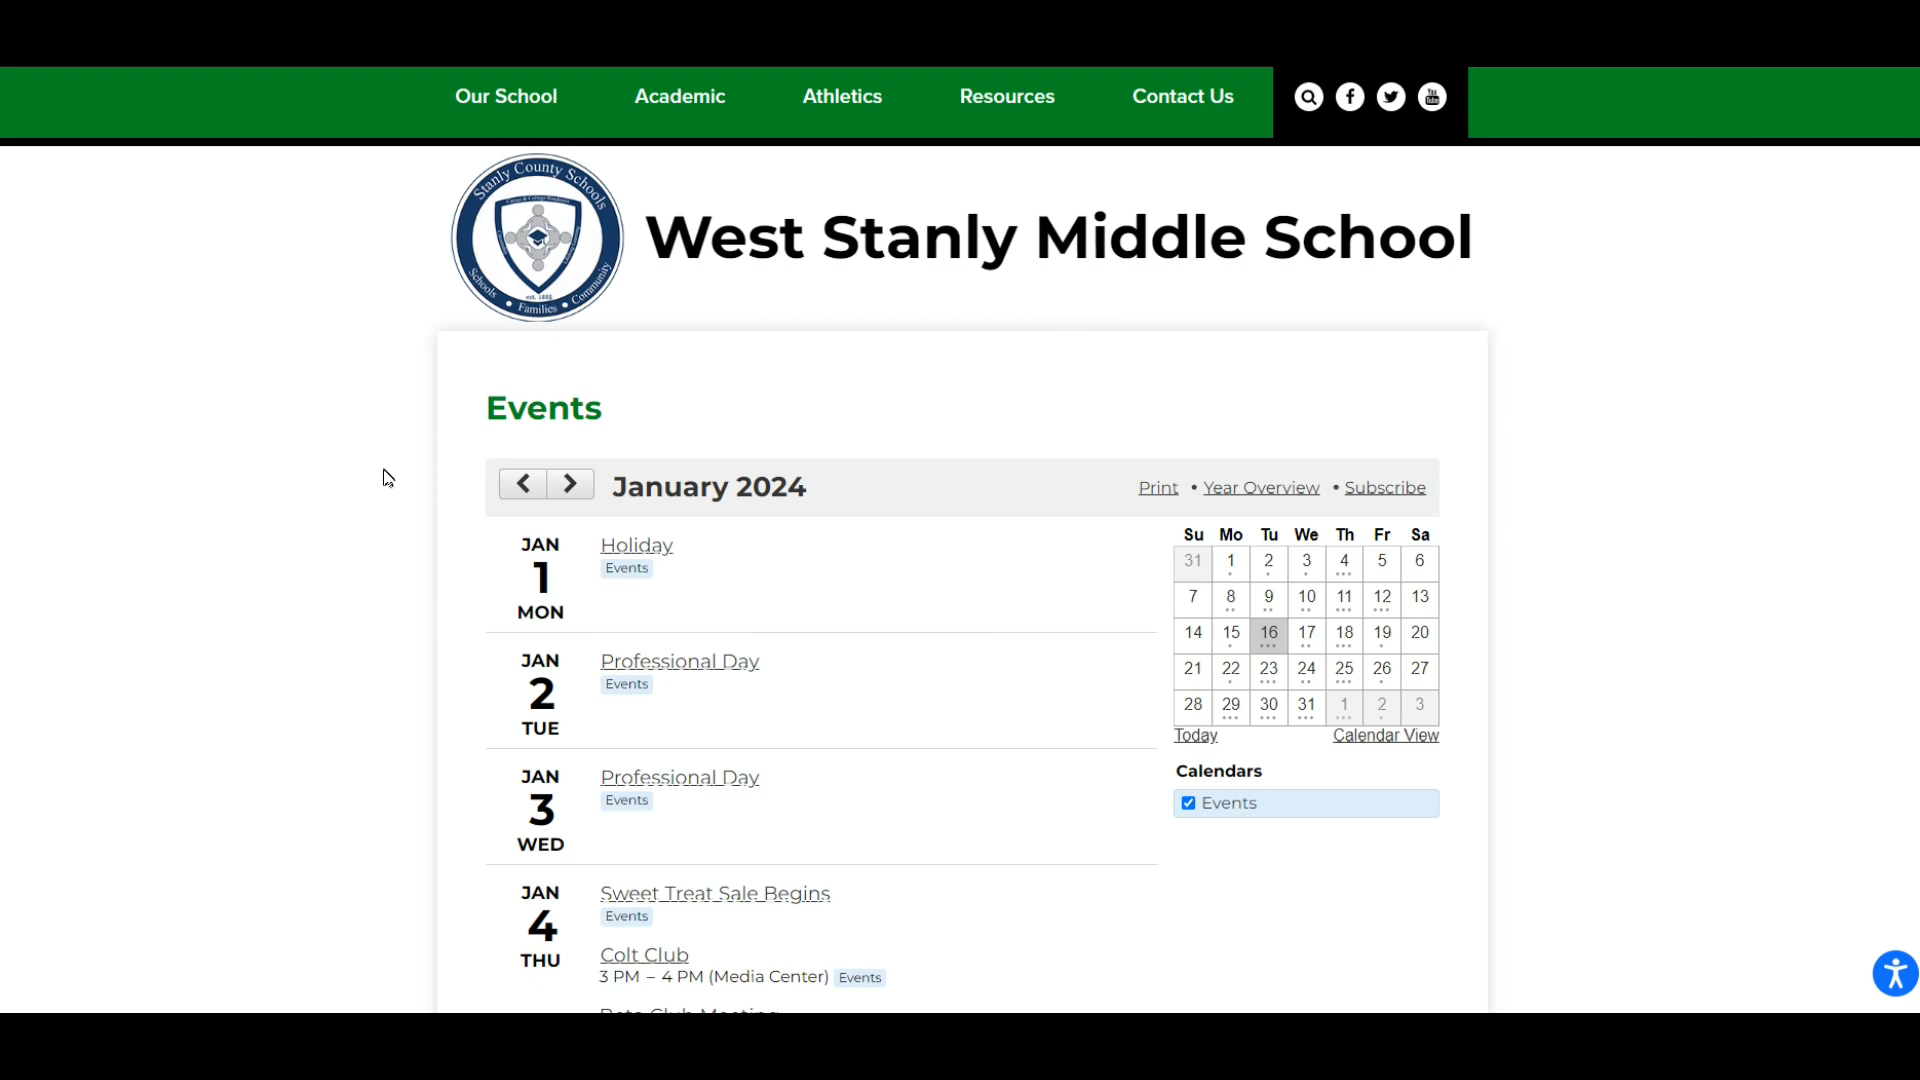 Our School Academic Athletics Resources Contact Us
Stanly County Schools
est. 1885
Schools • Families • Community
West Stanly Middle School
Events
January 2024
Print • Year Overview • Subscribe
JAN
1
MON
Holiday
Events
JAN
2
TUE
Professional Day
Events
JAN
3
WED
Professional Day
Events
JAN
4
THU
Sweet Treat Sale Begins
Events
Colt Club
3 PM – 4 PM (Media Center) Events
Beta Club Meeting
Su Mo Tu We Th Fr Sa
31 1 2 3 4 5 6
7 8 9 10 11 12 13
14 15 16 17 18 19 20
21 22 23 24 25 26 27
28 29 30 31 1 2 3
Today Calendar View
Calendars
Events